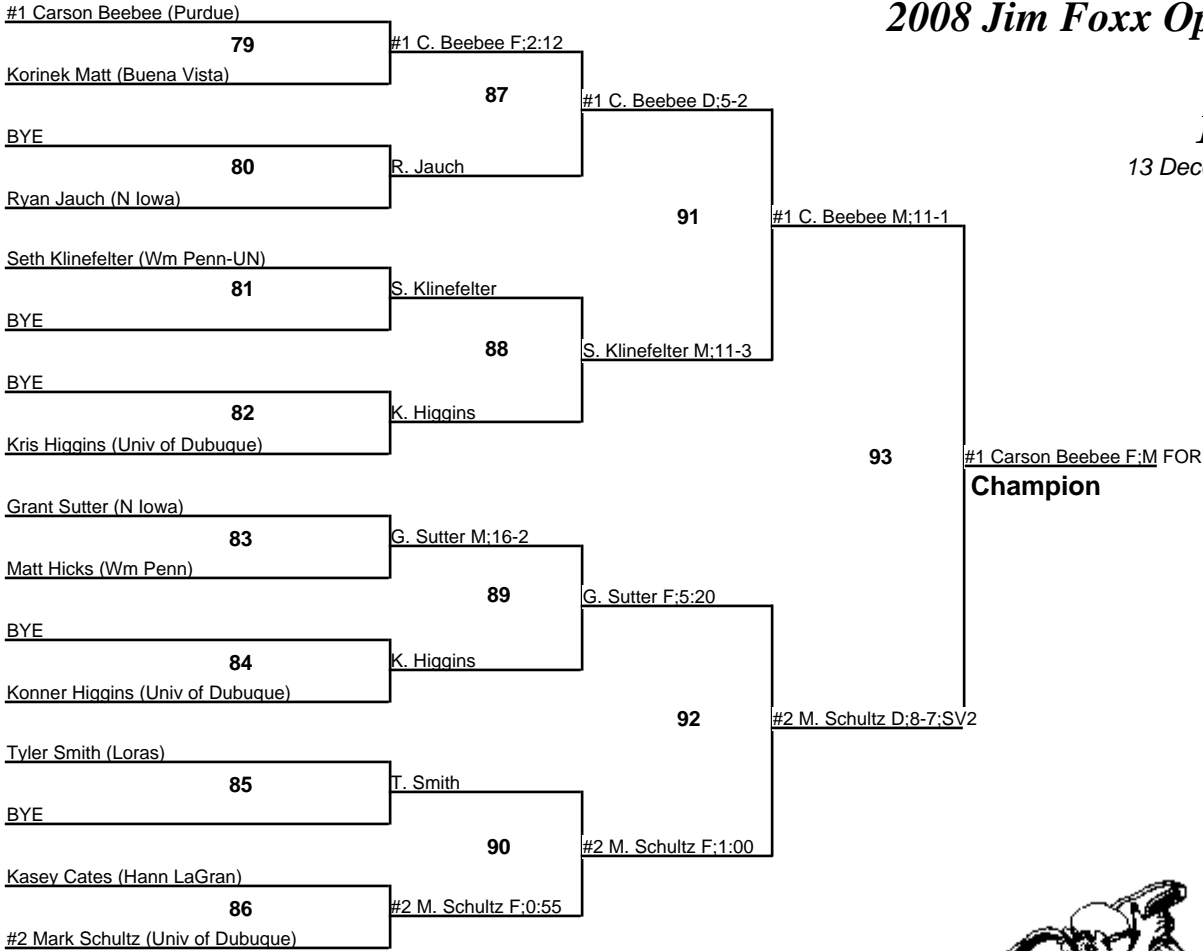 2008 Jim Foxx
13
#1 Carson Beebee (Purdue)
79
Korinek Matt (Buena Vista)
#1 C. Beebee F;2:12
87
BYE
80
Ryan Jauch (N Iowa)
R. Jauch
#1 C. Beebee D;5-2
91
Seth Klinefelter (Wm Penn-UN)
81
BYE
S. Klinefelter
88
BYE
82
Kris Higgins (Univ of Dubuque)
K. Higgins
S. Klinefelter M;11-3
#1 C. Beebee M;11-1
93
Grant Sutter (N Iowa)
83
Matt Hicks (Wm Penn)
G. Sutter M;16-2
89
BYE
84
Konner Higgins (Univ of Dubuque)
K. Higgins
G. Sutter F;5:20
92
Tyler Smith (Loras)
85
BYE
T. Smith
90
Kasey Cates (Hann LaGran)
86
#2 Mark Schultz (Univ of Dubuque)
#2 M. Schultz F;0:55
#2 M. Schultz F;1:00
#2 M. Schultz D;8-7;SV2
#1 Carson Beebee F;M FOR
Champion